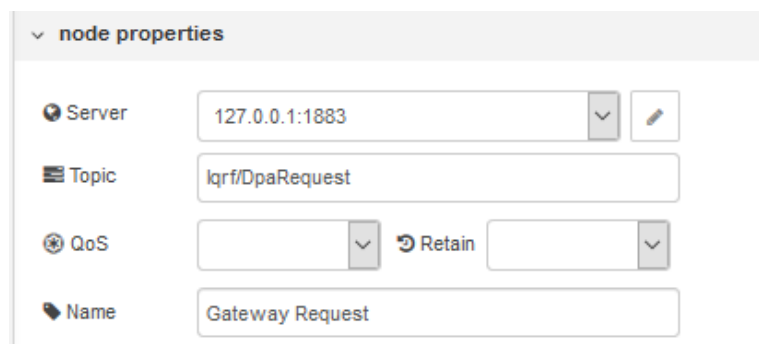 node properties
Server 127.0.0.1:1883
Topic Iqrf/DpaRequest
QoS Retain
Name Gateway Request